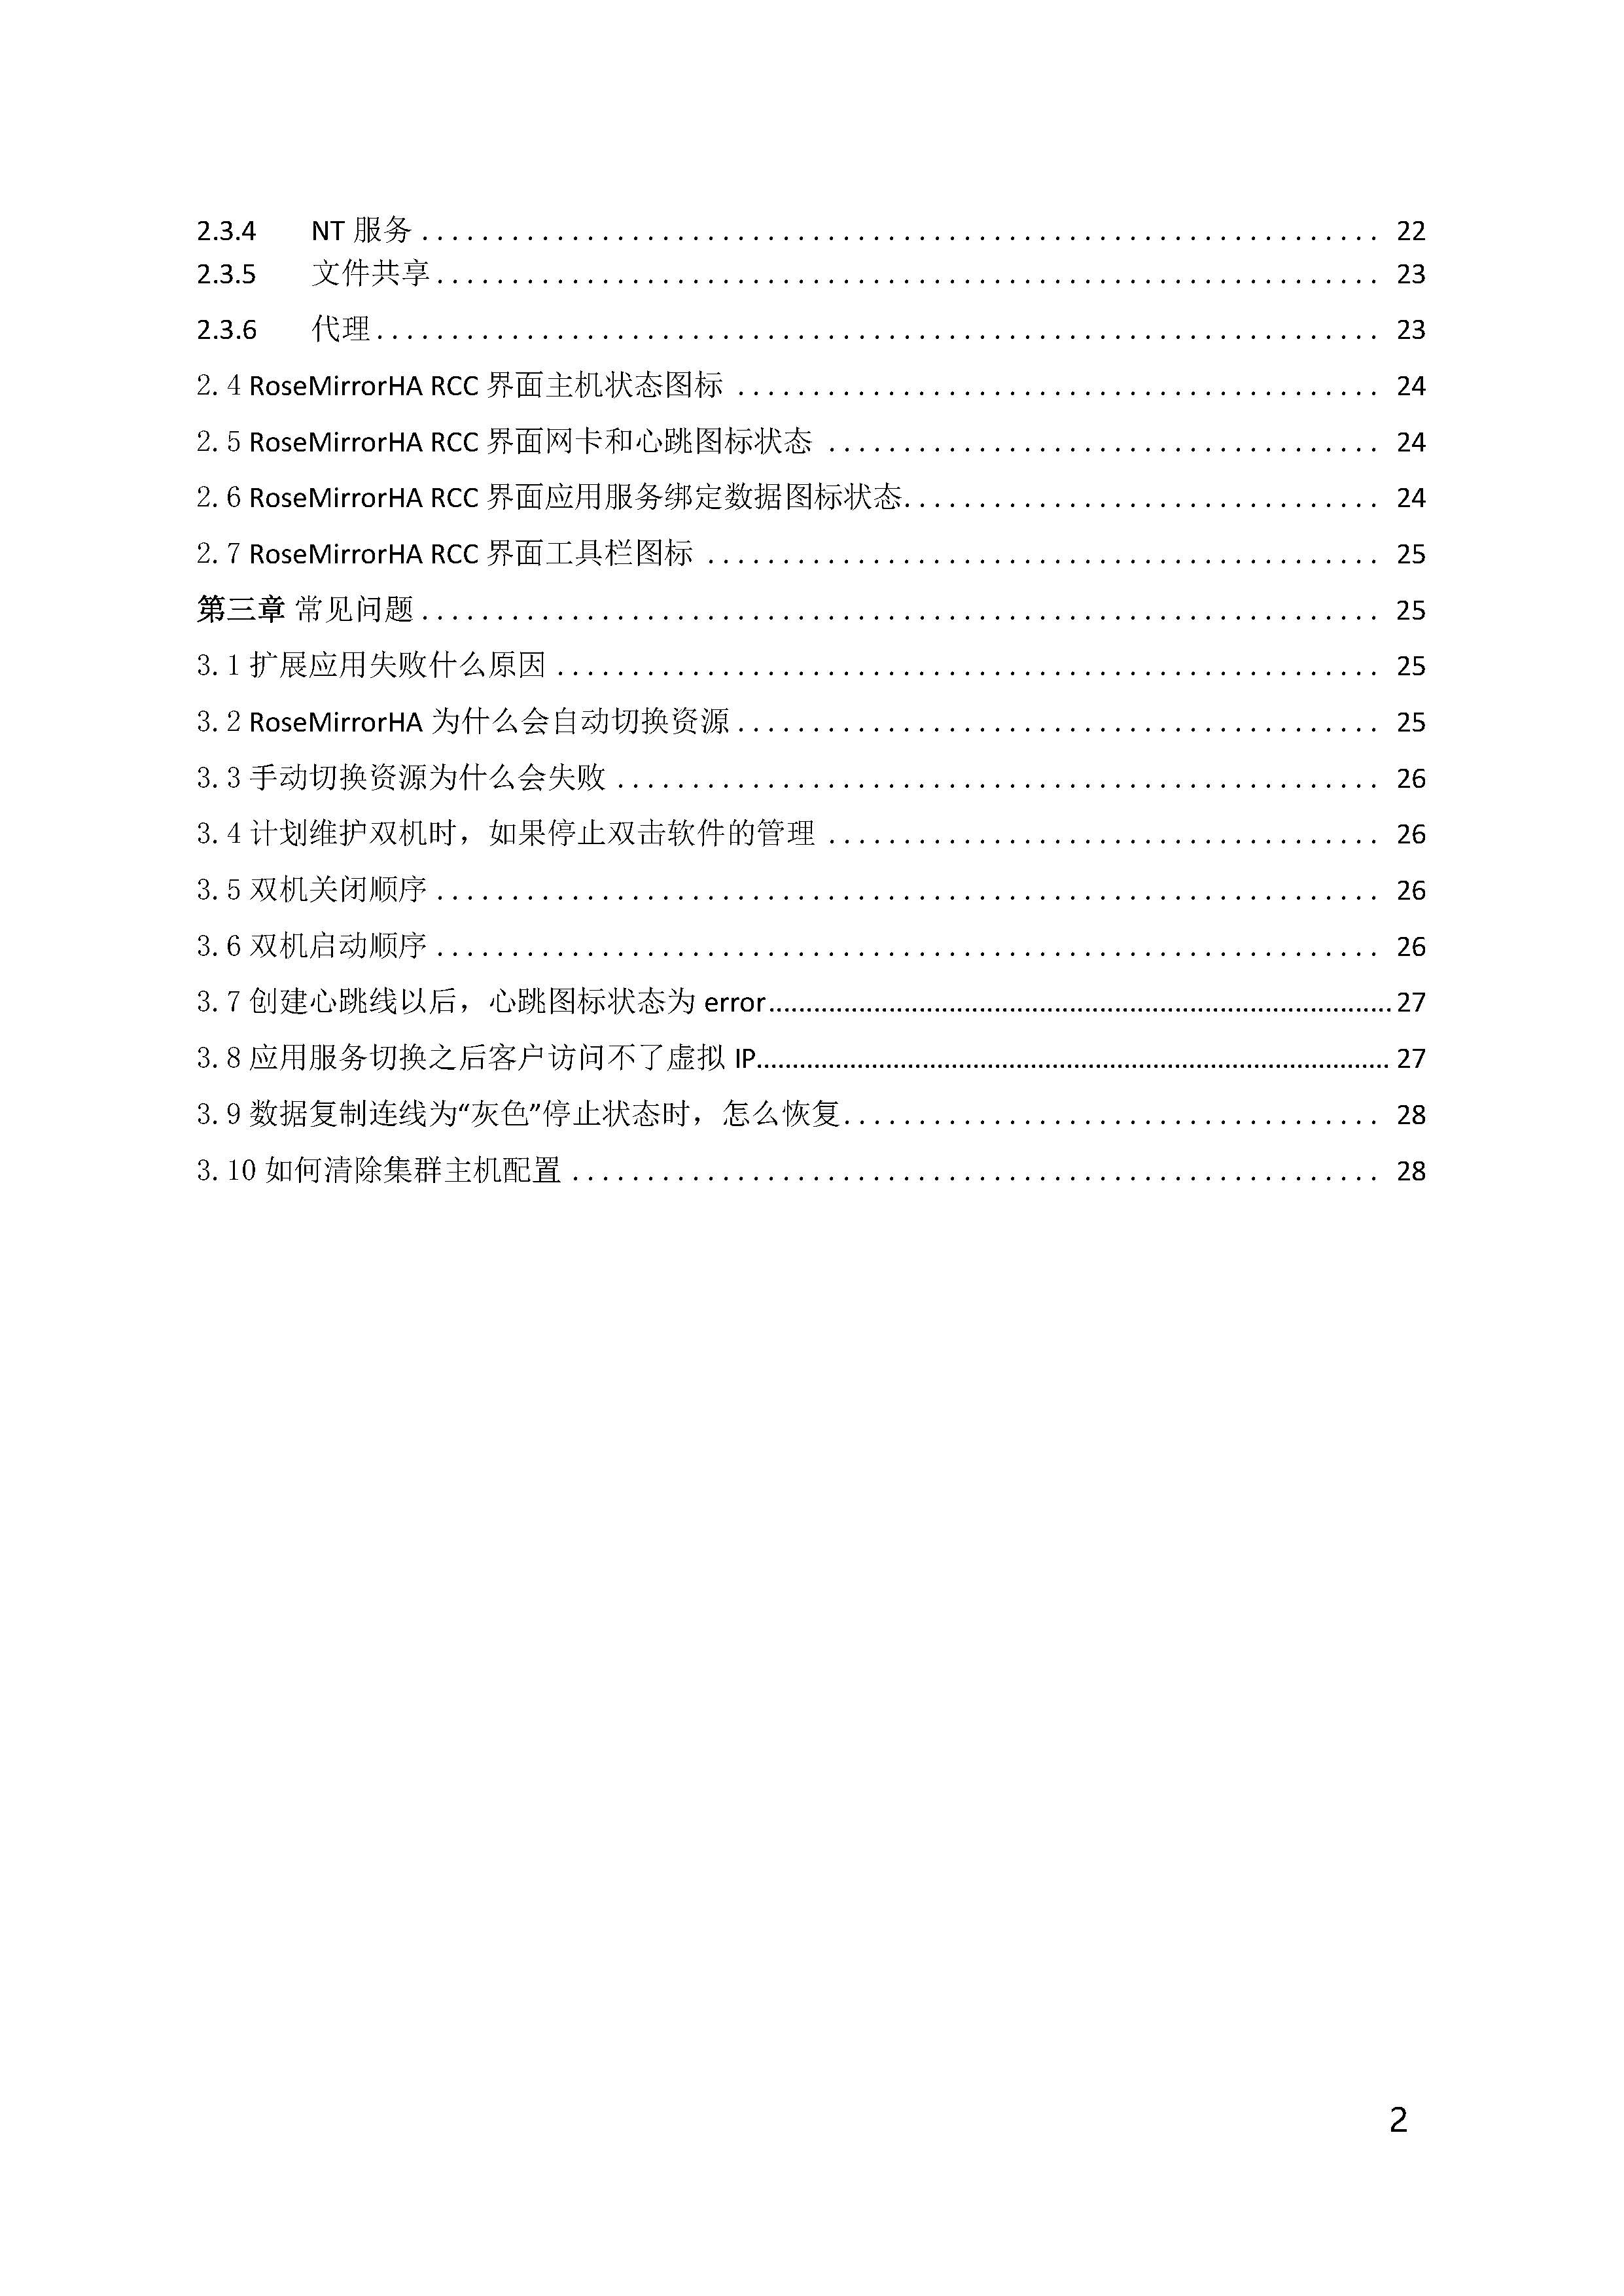 2.3.4 NT 服务 ........................ 22
2.3.5 文件共享 ........................ 23
2.3.6 代理 ........................ 23
2.4 RoseMirrorHA RCC 界面主机状态图标 ........................ 24
2.5 RoseMirrorHA RCC 界面网卡和心跳图标状态 ........................ 24
2.6 RoseMirrorHA RCC 界面应用服务绑定数据图标状态 ........................ 24
2.7 RoseMirrorHA RCC 界面工具栏图标 ........................ 25
第三章 常见问题 ........................ 25
3.1 扩展应用失败什么原因 ........................ 25
3.2 RoseMirrorHA 为什么会自动切换资源 ........................ 25
3.3 手动切换资源为什么会失败 ........................ 26
3.4 计划维护双机时，如果停止双击软件的管理 ........................ 26
3.5 双机关闭顺序 ........................ 26
3.6 双机启动顺序 ........................ 26
3.7 创建心跳线以后，心跳图标状态为 error ........................ 27
3.8 应用服务切换之后客户访问不了虚拟 IP ........................ 27
3.9 数据复制连线为“灰色”停止状态时，怎么恢复 ........................ 28
3.10 如何清除集群主机配置 ........................ 28
2